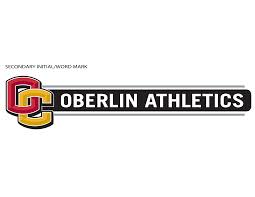 SECONDARY INITIAL/WORD MARK
OC OBERLIN ATHLETICS